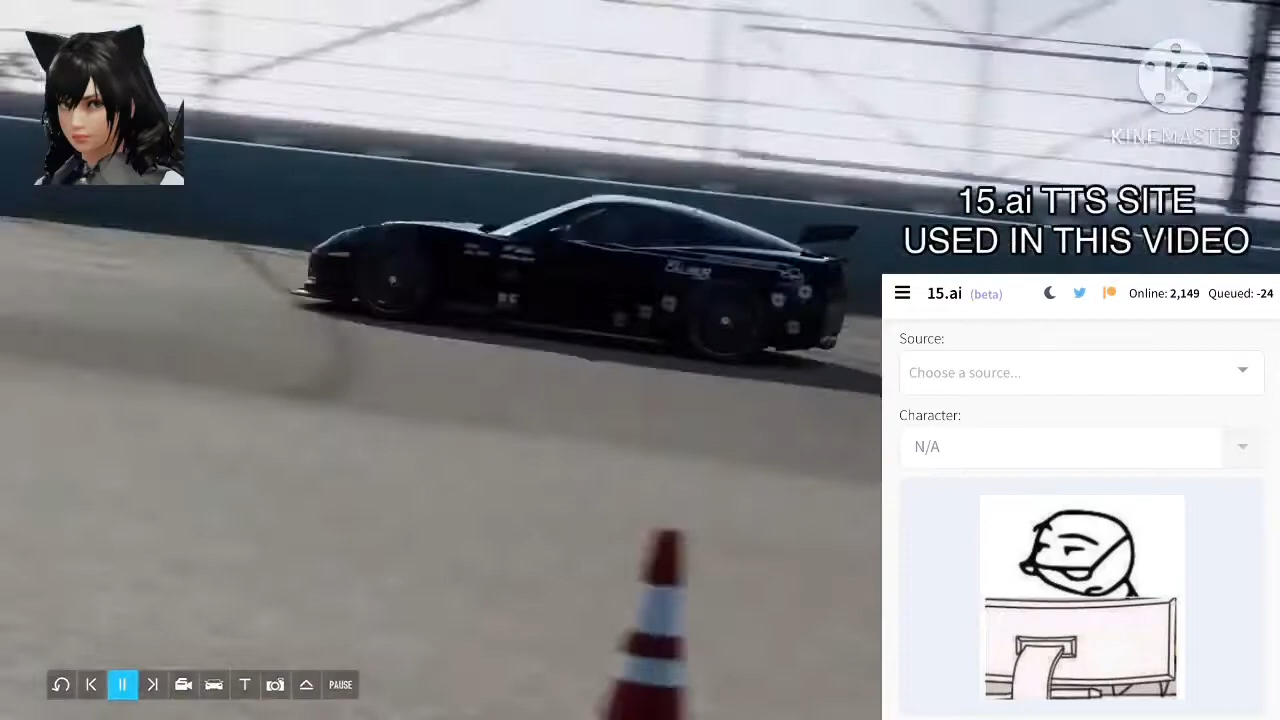 KINEMASTER
15.ai TTS SITE
USED IN THIS VIDEO
15.ai (beta) Online: 2,149 Queued: -24
Source:
Choose a source...
Character:
N/A
T
PAUSE